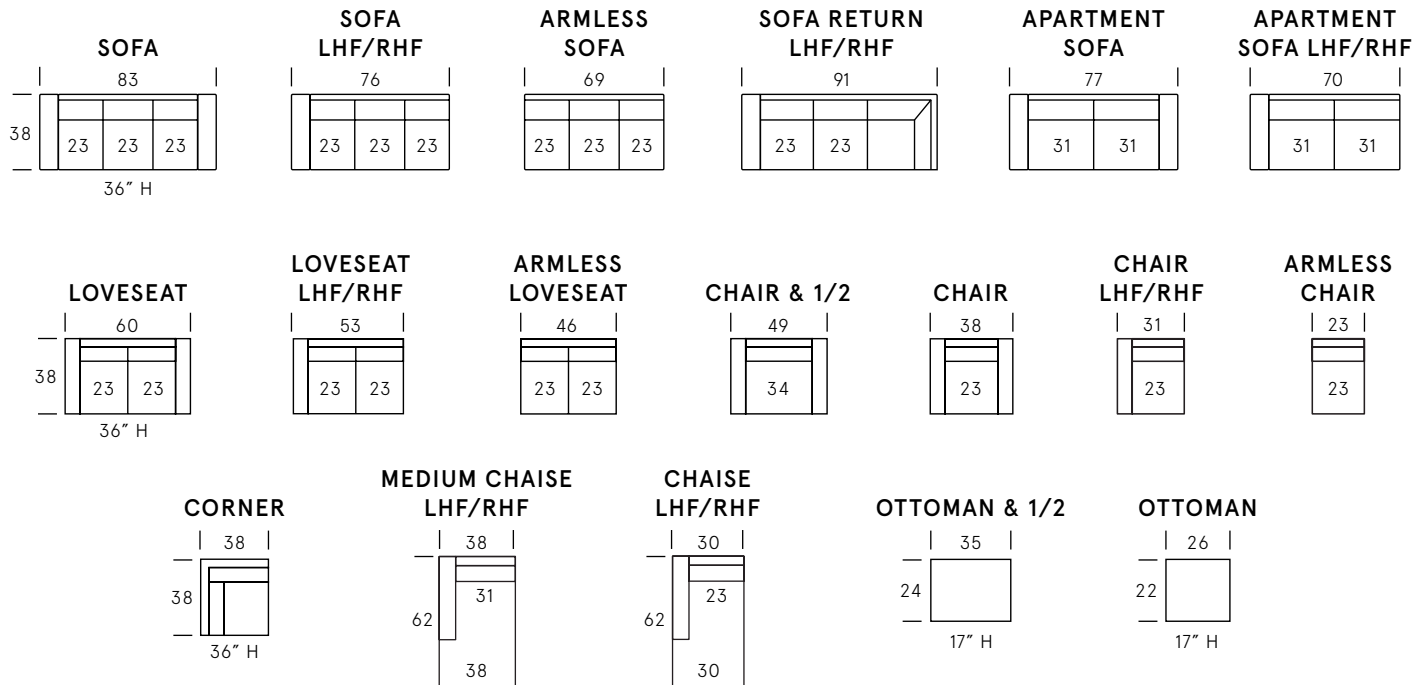 SOFA
83
38
23 23 23
36″ H
SOFA
LHF/RHF
76
23 23 23
ARMLESS
SOFA
69
23 23 23
SOFA RETURN
LHF/RHF
91
23 23
APARTMENT
SOFA
77
31 31
APARTMENT
SOFA LHF/RHF
70
31 31
LOVESEAT
60
38
23 23
36″ H
LOVESEAT
LHF/RHF
53
23 23
ARMLESS
LOVESEAT
46
23 23
CHAIR & 1/2
49
34
CHAIR
38
23
CHAIR
LHF/RHF
31
23
ARMLESS
CHAIR
23
23
CORNER
38
38
36″ H
MEDIUM CHAISE
LHF/RHF
38
31
62
38
CHAISE
LHF/RHF
30
23
62
30
OTTOMAN & 1/2
35
24
17″ H
OTTOMAN
26
22
17″ H